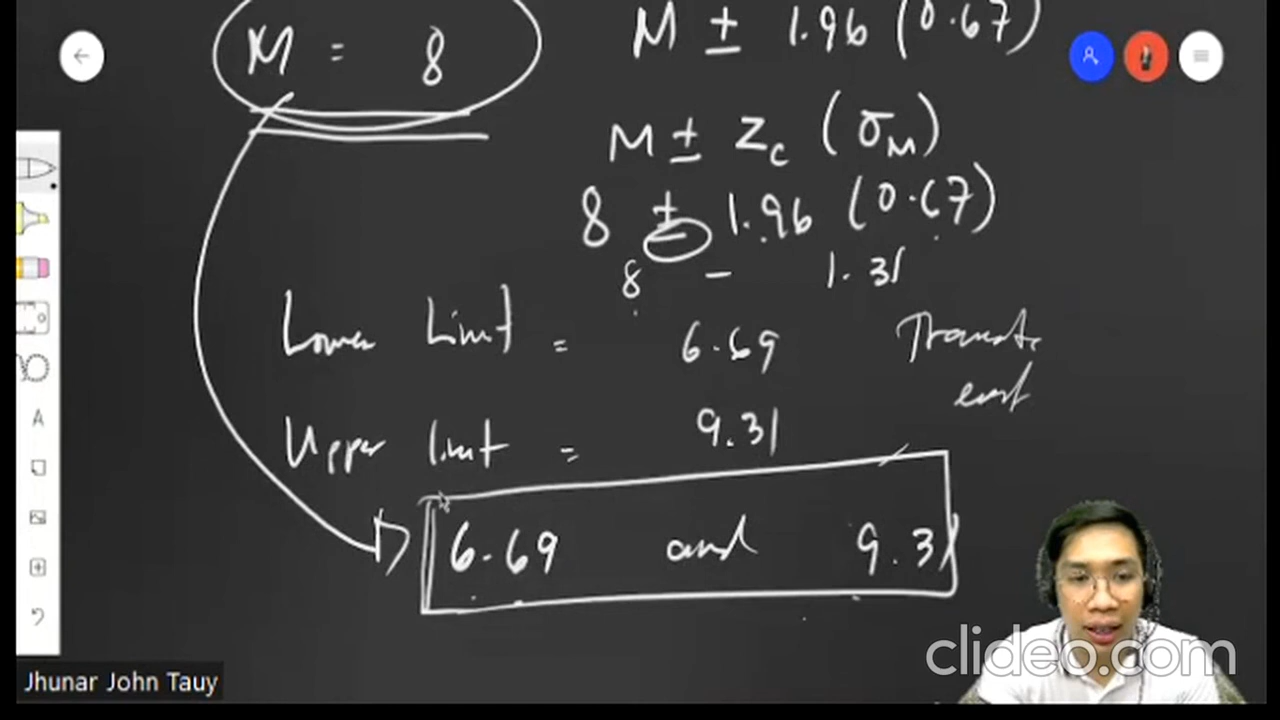 M = 8
M ± 1.96 (0.67)
M ± Zc (σM)
8 ± 1.96 (0.67)
8 - 1.31
Lower Limit = 6.69
Upper limit = 9.31
6.69 and 9.31
A
clideo.com
Jhunar John Tauy